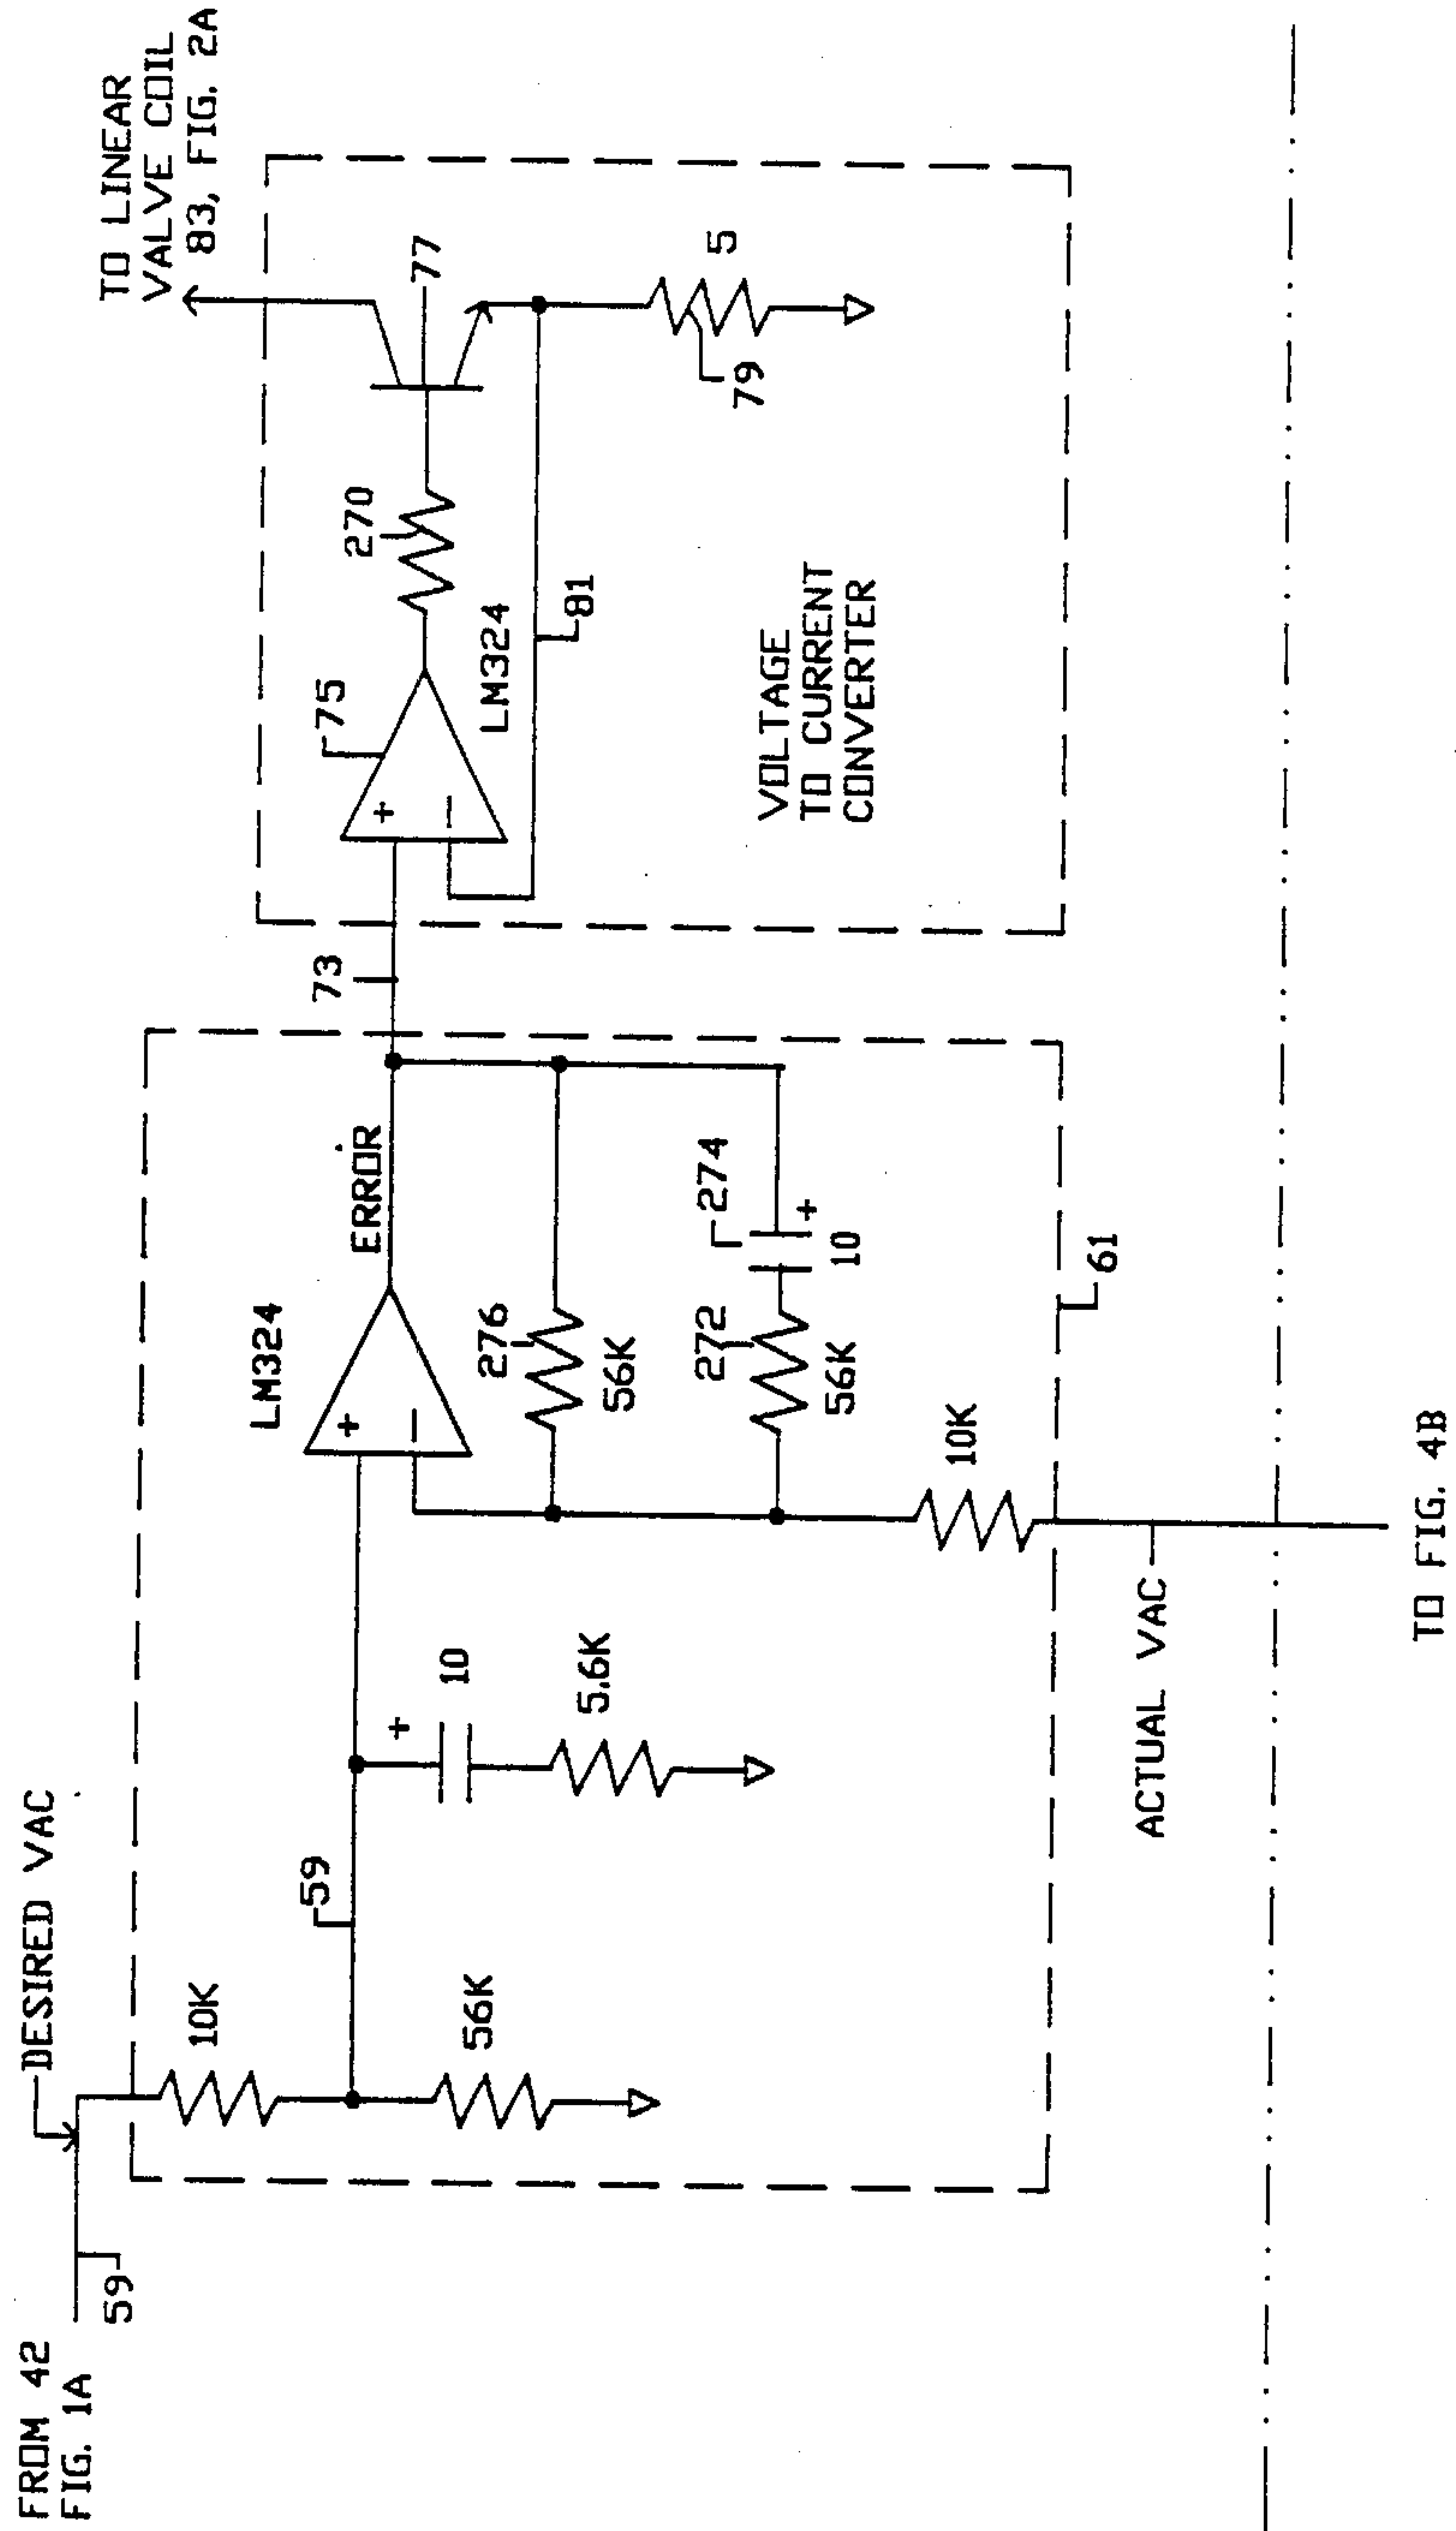 FROM 42
FIG. 1A
59
DESIRED VAC
10K
56K
59
+
10
5.6K
LM324
+
-
ERROR
276
56K
272
56K
274
+
10
10K
61
ACTUAL VAC
TO FIG. 4B
73
75
+
-
LM324
270
77
81
79
5
VOLTAGE
TO CURRENT
CONVERTER
TO LINEAR
VALVE COIL
83, FIG. 2A